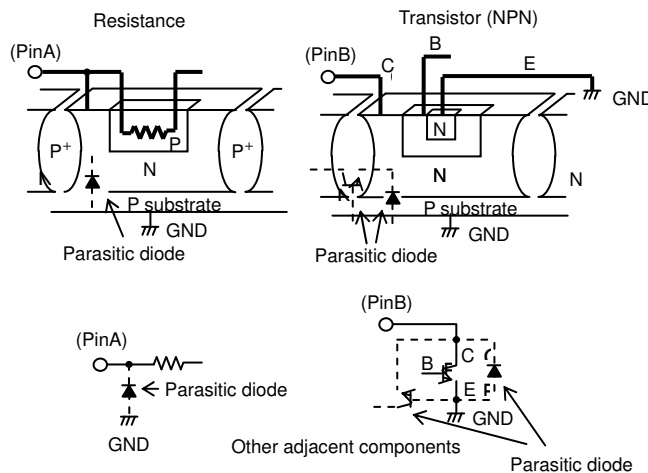 Resistance
Transistor (NPN)
(PinA)
(PinB)
C
B
E
GND
P+
P
P+
N
N
N
N
P substrate
P substrate
GND
GND
Parasitic diode
Parasitic diode
(PinA)
(PinB)
C
B
E
Parasitic diode
GND
GND
Other adjacent components
Parasitic diode